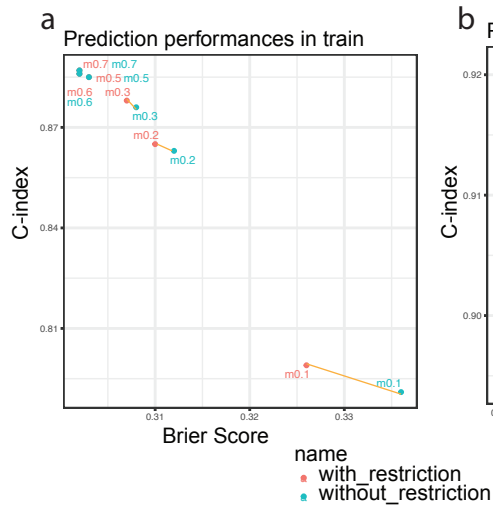 a
Prediction performances in train
C-index
m0.7 m0.7
m0.5 m0.5
m0.6 m0.3
m0.6
m0.3
m0.2
m0.2
m0.1
m0.1
0.87
0.84
0.81
0.31
0.32
0.33
Brier Score
name
with_restriction
without_restriction
b
P
C-index
0.92
0.91
0.90
0